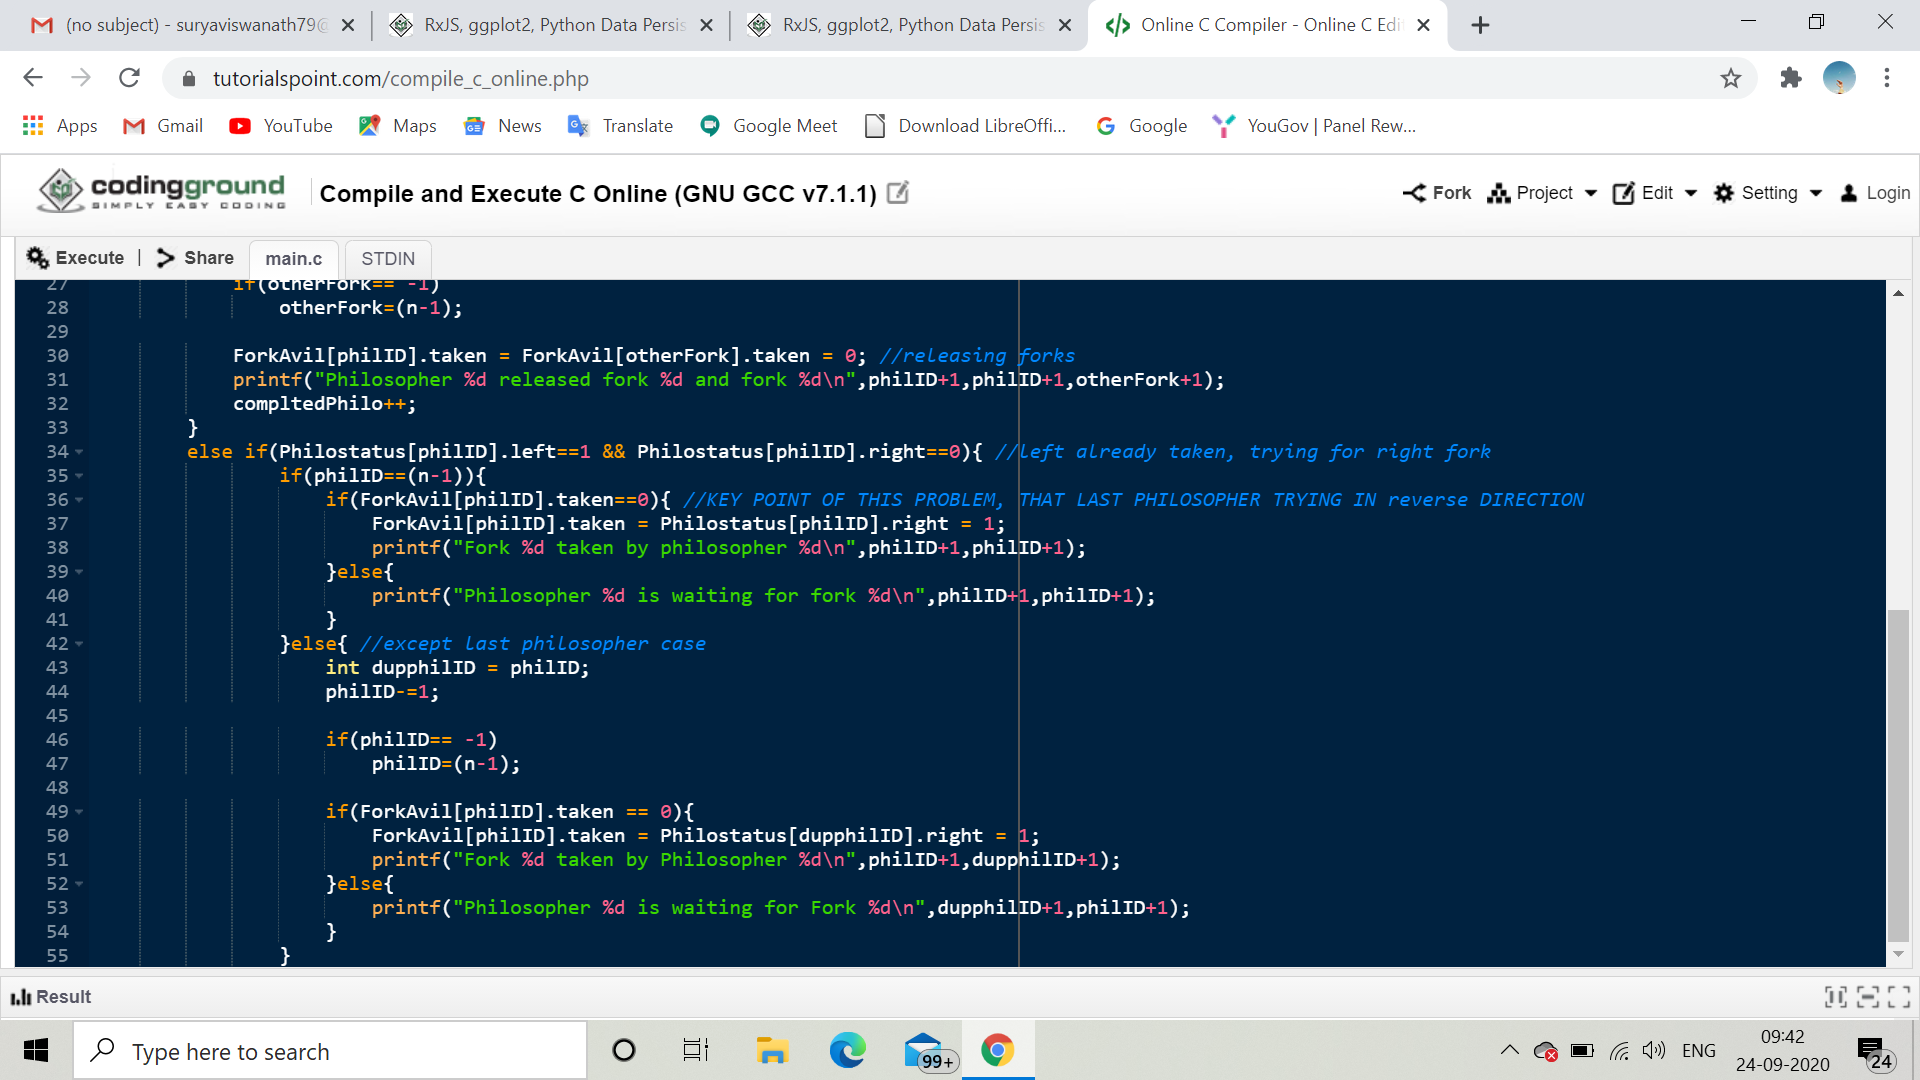 (no subject) - suryaviswanath79@
RxJS, ggplot2, Python Data Persis
RxJS, ggplot2, Python Data Persis
Online C Compiler - Online C Edi
tutorialspoint.com/compile_c_online.php
Apps
Gmail
YouTube
Maps
News
Translate
Google Meet
Download LibreOffi...
Google
YouGov | Panel Rew...
codingground
SIMPLY EASY CODING
Compile and Execute C Online (GNU GCC v7.1.1)
Fork
Project
Edit
Setting
Login
Execute | Share
main.c
STDIN
27 if(otherFork== -1)
28 otherFork=(n-1);
29
30 ForkAvil[philID].taken = ForkAvil[otherFork].taken = 0; //releasing forks
31 printf("Philosopher %d released fork %d and fork %d\n",philID+1,philID+1,otherFork+1);
32 compltedPhilo++;
33 }
34 else if(Philostatus[philID].left==1 && Philostatus[philID].right==0){ //left already taken, trying for right fork
35 if(philID==(n-1)){
36 if(ForkAvil[philID].taken==0){ //KEY POINT OF THIS PROBLEM, THAT LAST PHILOSOPHER TRYING IN reverse DIRECTION
37 ForkAvil[philID].taken = Philostatus[philID].right = 1;
38 printf("Fork %d taken by philosopher %d\n",philID+1,philID+1);
39 }else{
40 printf("Philosopher %d is waiting for fork %d\n",philID+1,philID+1);
41 }
42 }else{ //except last philosopher case
43 int dupphilID = philID;
44 philID-=1;
45
46 if(philID== -1)
47 philID=(n-1);
48
49 if(ForkAvil[philID].taken == 0){
50 ForkAvil[philID].taken = Philostatus[dupphilID].right = 1;
51 printf("Fork %d taken by Philosopher %d\n",philID+1,dupphilID+1);
52 }else{
53 printf("Philosopher %d is waiting for Fork %d\n",dupphilID+1,philID+1);
54 }
55 }
Result
Type here to search
99+
ENG
09:42
24-09-2020
24